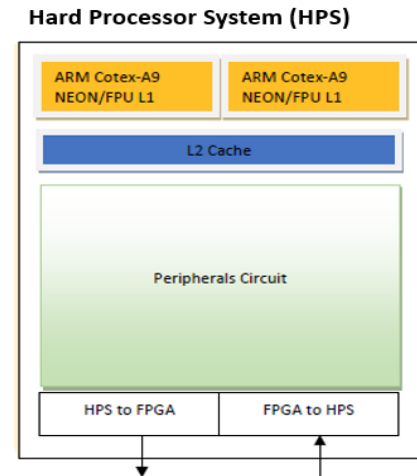 Hard Processor System (HPS)
ARM Cotex-A9
NEON/FPU L1
ARM Cotex-A9
NEON/FPU L1
L2 Cache
Peripherals Circuit
HPS to FPGA
FPGA to HPS